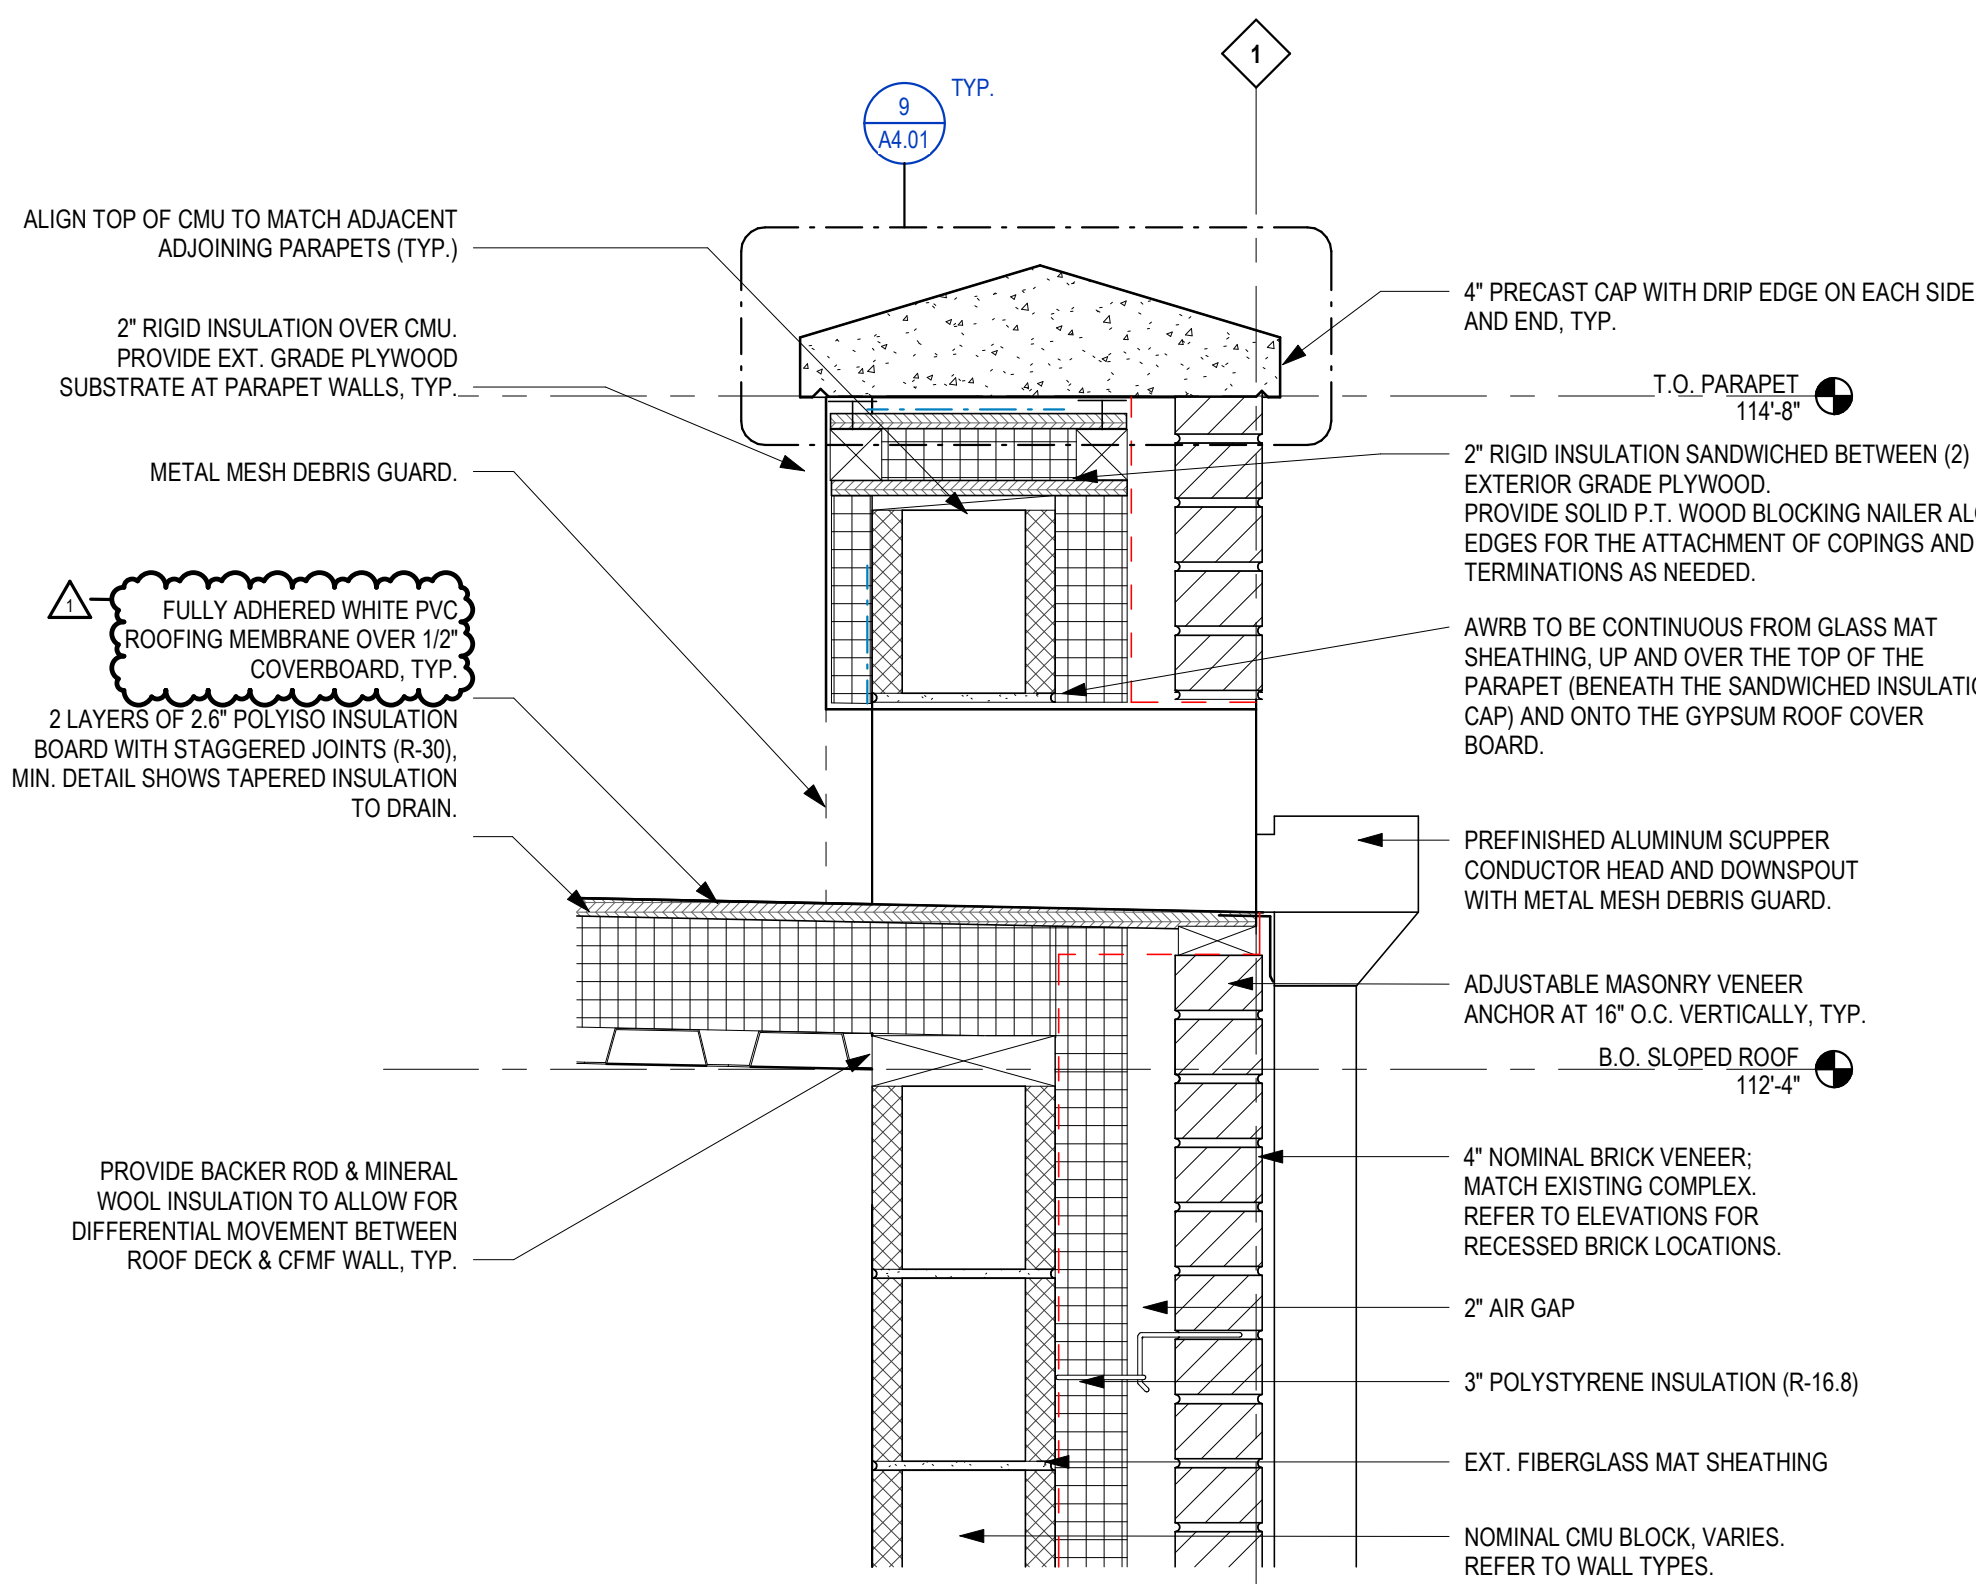 1
9
A4.01
TYP.
ALIGN TOP OF CMU TO MATCH ADJACENT
ADJOINING PARAPETS (TYP.)
2" RIGID INSULATION OVER CMU.
PROVIDE EXT. GRADE PLYWOOD
SUBSTRATE AT PARAPET WALLS, TYP.
METAL MESH DEBRIS GUARD.
1
FULLY ADHERED WHITE PVC
ROOFING MEMBRANE OVER 1/2"
COVERBOARD, TYP.
2 LAYERS OF 2.6" POLYISO INSULATION
BOARD WITH STAGGERED JOINTS (R-30),
MIN. DETAIL SHOWS TAPERED INSULATION
TO DRAIN.
PROVIDE BACKER ROD & MINERAL
WOOL INSULATION TO ALLOW FOR
DIFFERENTIAL MOVEMENT BETWEEN
ROOF DECK & CFMF WALL, TYP.
4" PRECAST CAP WITH DRIP EDGE ON EACH SIDE
AND END, TYP.
T.O. PARAPET
114'-8"
2" RIGID INSULATION SANDWICHED BETWEEN (2)
EXTERIOR GRADE PLYWOOD.
PROVIDE SOLID P.T. WOOD BLOCKING NAILER
EDGES FOR THE ATTACHMENT OF COPINGS AND
TERMINATIONS AS NEEDED.
AWRB TO BE CONTINUOUS FROM GLASS MAT
SHEATHING, UP AND OVER THE TOP OF THE
PARAPET (BENEATH THE SANDWICHED
CAP) AND ONTO THE GYPSUM ROOF COVER
BOARD.
PREFINISHED ALUMINUM SCUPPER
CONDUCTOR HEAD AND DOWNSPOUT
WITH METAL MESH DEBRIS GUARD.
ADJUSTABLE MASONRY VENEER
ANCHOR AT 16" O.C. VERTICALLY, TYP.
B.O. SLOPED ROOF
112'-4"
4" NOMINAL BRICK VENEER;
MATCH EXISTING COMPLEX.
REFER TO ELEVATIONS FOR
RECESSED BRICK LOCATIONS.
2" AIR GAP
3" POLYSTYRENE INSULATION (R-16.8)
EXT. FIBERGLASS MAT SHEATHING
NOMINAL CMU BLOCK, VARIES.
REFER TO WALL TYPES.